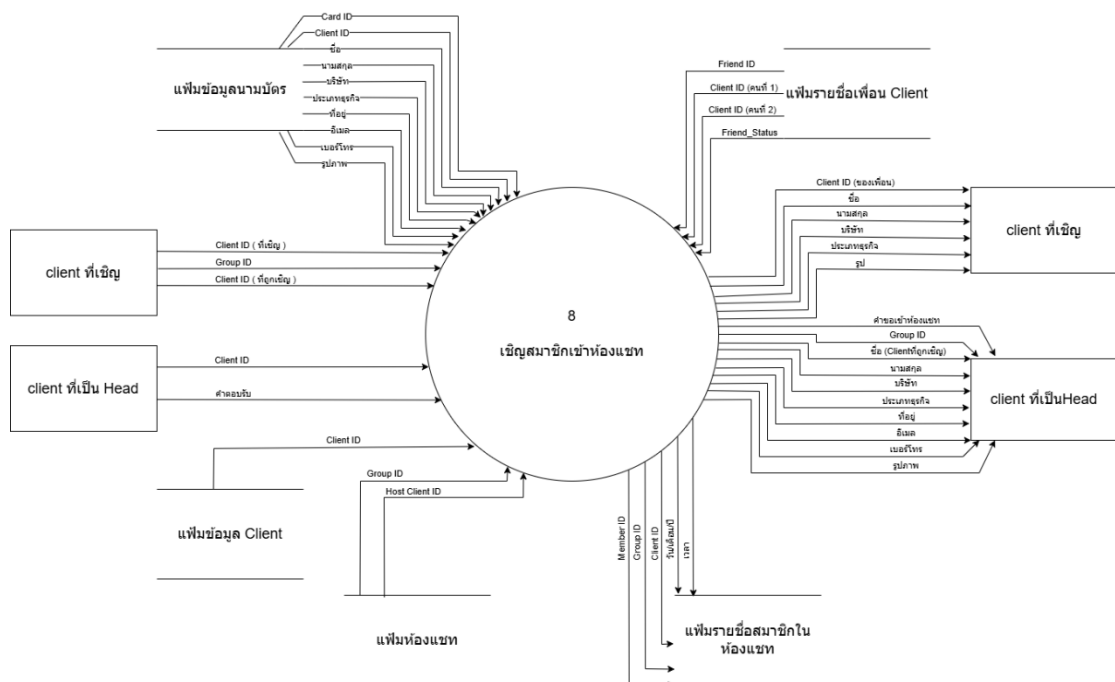 Card ID
Client ID
ชื่อ
นามสกุล
บริษัท
ประเภทธุรกิจ
ที่อยู่
อีเมล
เบอร์โทร
รูปภาพ
แฟ้มข้อมูลนามบัตร
Friend ID
Client ID (คนที่ 1)
Client ID (คนที่ 2)
Friend_Status
แฟ้มรายชื่อเพื่อน Client
client ที่เชิญ
Client ID ( ที่เชิญ )
Group ID
Client ID ( ที่ถูกเชิญ )
client ที่เป็น Head
Client ID
คำตอบรับ
8
เชิญสมาชิกเข้าห้องแชท
Client ID (ของเพื่อน)
ชื่อ
นามสกุล
บริษัท
ประเภทธุรกิจ
รูป
client ที่เชิญ
คำขอเข้าห้องแชท
Group ID
ชื่อ (Clientที่ถูกเชิญ)
นามสกุล
บริษัท
ประเภทธุรกิจ
ที่อยู่
อีเมล
เบอร์โทร
รูปภาพ
client ที่เป็นHead
Client ID
แฟ้มข้อมูล Client
Group ID
Host Client ID
แฟ้มห้องแชท
Member ID
Group ID
Client ID
วัน/เดือน/ปี
เวลา
แฟ้มรายชื่อสมาชิกใน
ห้องแชท